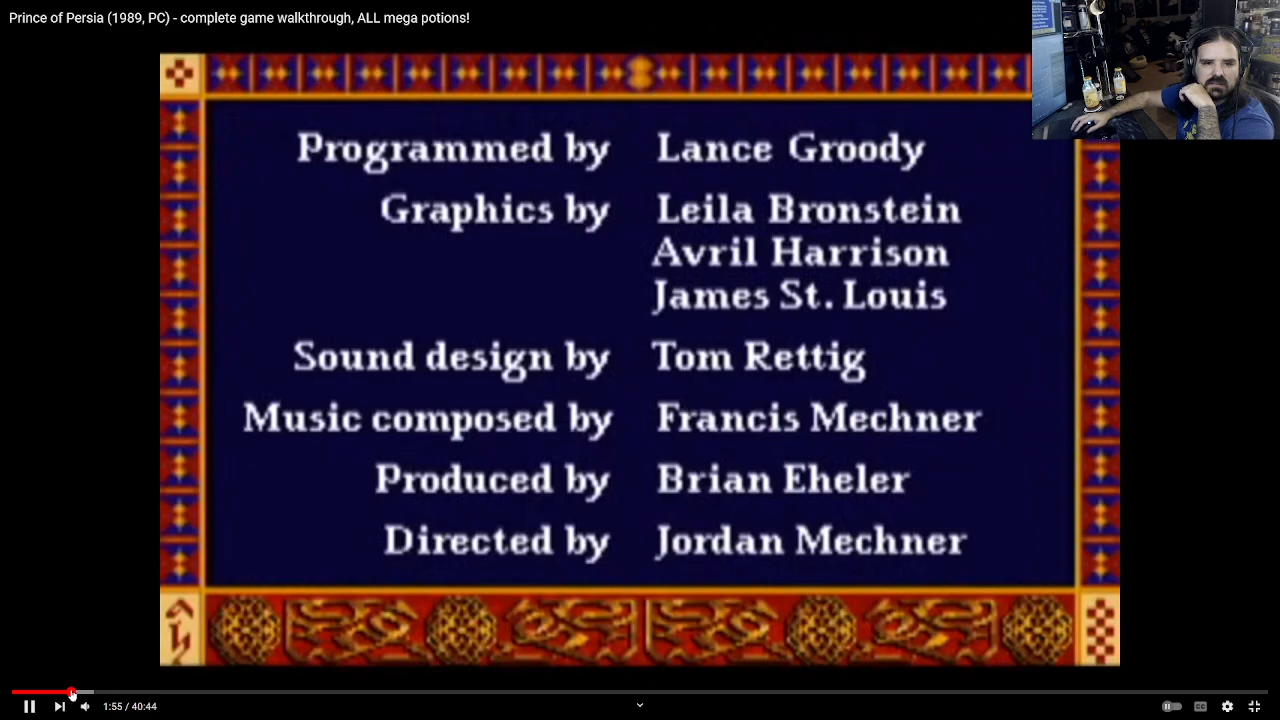 Prince of Persia (1989, PC) - complete game walkthrough, ALL mega potions!
Programmed by Lance Groody
Graphics by Leila Bronstein
Avril Harrison
James St. Louis
Sound design by Tom Rettig
Music composed by Francis Mechner
Produced by Brian Eheler
Directed by Jordan Mechner
1:55 / 40:44
CC